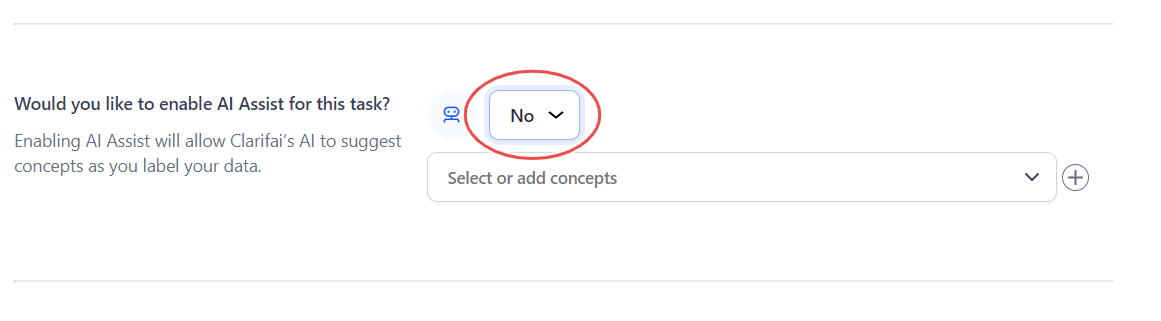 Would you like to enable AI Assist for this task?
No
Enabling AI Assist will allow Clarifai's AI to suggest
concepts as you label your data.
Select or add concepts